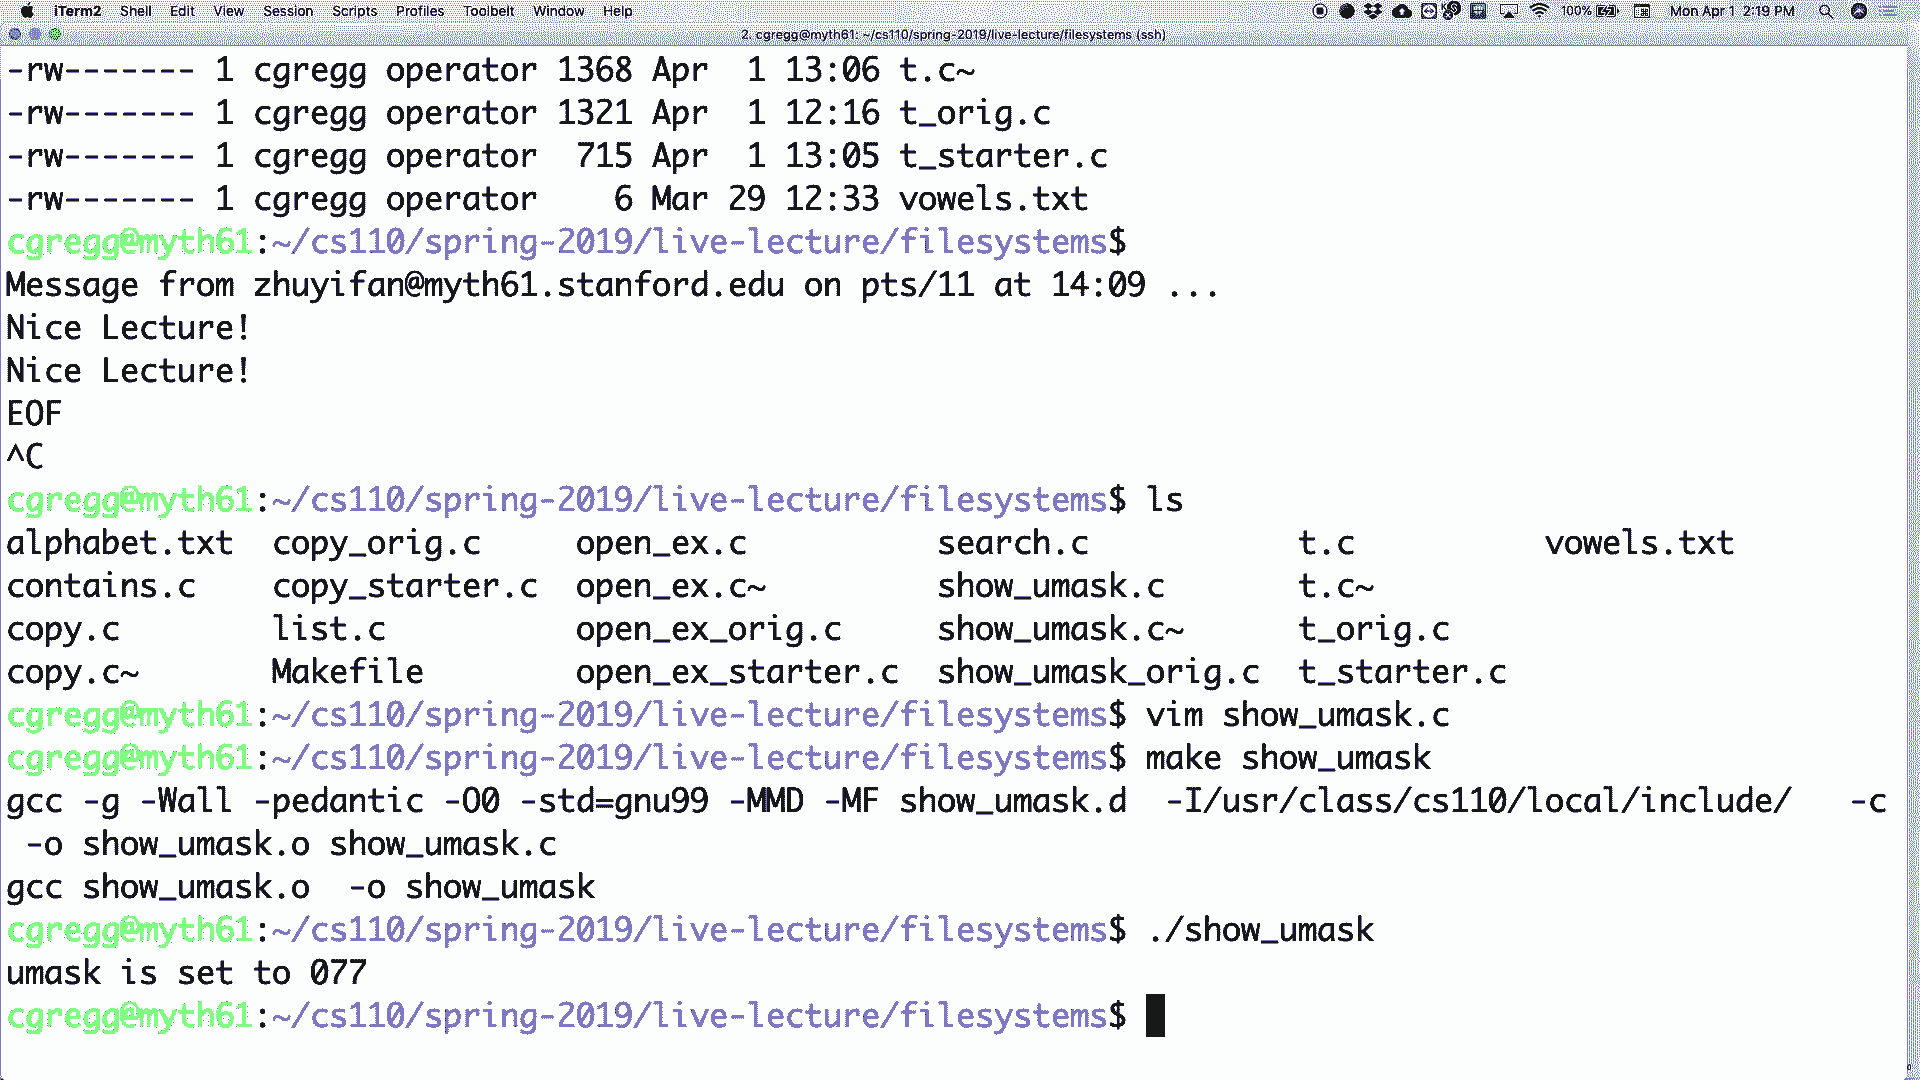 iTerm2 Shell Edit View Session Scripts Profiles Toolbelt Window Help 100% Mon Apr 1 2:19 PM
2. cgregg@myth61: ~/cs110/spring-2019/live-lecture/filesystems (ssh)
-rw------- 1 cgregg operator 1368 Apr  1 13:06 t.c~
-rw------- 1 cgregg operator 1321 Apr  1 12:16 t_orig.c
-rw------- 1 cgregg operator  715 Apr  1 13:05 t_starter.c
-rw------- 1 cgregg operator    6 Mar 29 12:33 vowels.txt
cgregg@myth61:~/cs110/spring-2019/live-lecture/filesystems$
Message from zhuyifan@myth61.stanford.edu on pts/11 at 14:09 ...
Nice Lecture!
Nice Lecture!
EOF
^C
cgregg@myth61:~/cs110/spring-2019/live-lecture/filesystems$ ls
alphabet.txt  copy_orig.c     open_ex.c          search.c           t.c          vowels.txt
contains.c    copy_starter.c  open_ex.c~         show_umask.c       t.c~
copy.c        list.c          open_ex_orig.c     show_umask.c~      t_orig.c
copy.c~       Makefile        open_ex_starter.c  show_umask_orig.c  t_starter.c
cgregg@myth61:~/cs110/spring-2019/live-lecture/filesystems$ vim show_umask.c
cgregg@myth61:~/cs110/spring-2019/live-lecture/filesystems$ make show_umask
gcc -g -Wall -pedantic -O0 -std=gnu99 -MMD -MF show_umask.d  -I/usr/class/cs110/local/include/   -c
 -o show_umask.o show_umask.c
gcc show_umask.o  -o show_umask
cgregg@myth61:~/cs110/spring-2019/live-lecture/filesystems$ ./show_umask
umask is set to 077
cgregg@myth61:~/cs110/spring-2019/live-lecture/filesystems$